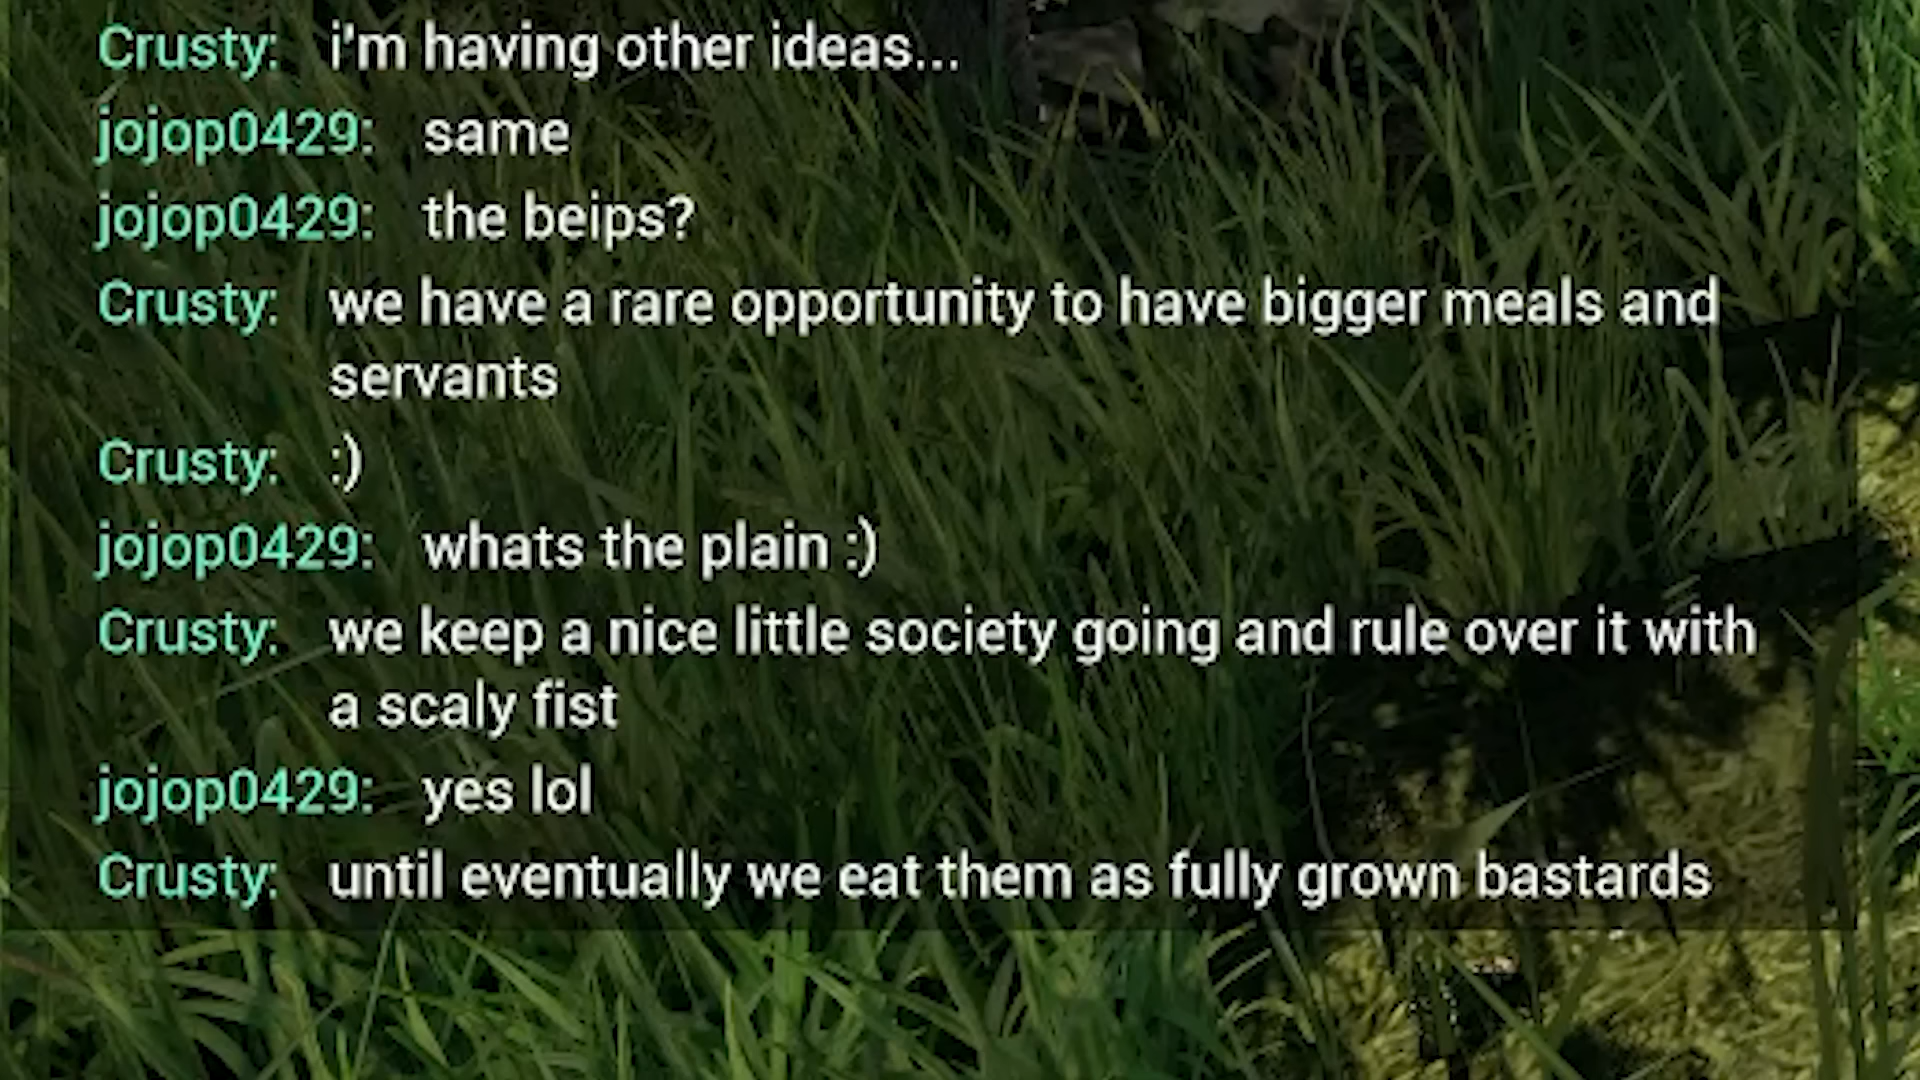 Crusty: i'm having other ideas...
jojop0429: same
jojop0429: the beips?
Crusty: we have a rare opportunity to have bigger meals and
servants
Crusty: :)
jojop0429: whats the plain :)
Crusty: we keep a nice little society going and rule over it with
a scaly fist
jojop0429: yes lol
Crusty: until eventually we eat them as fully grown bastards